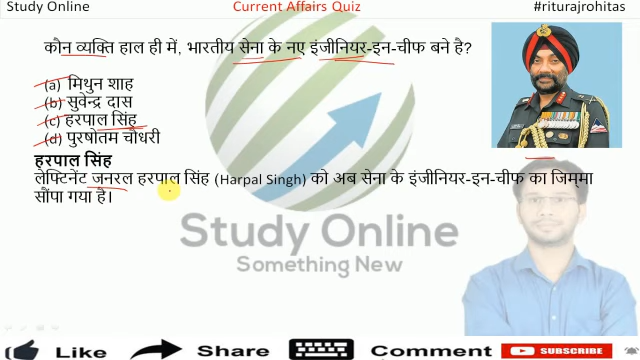 Study Online
Current Affairs Quiz
#riturajrohitas
कौन व्यक्ति हाल ही में, भारतीय सेना के नए इंजीनियर-इन-चीफ बने है?
(a) मिथुन शाह
(b) सुवेन्द्र दास
(c) हरपाल सिंह
(d) पुरषोतम चौधरी
हरपाल सिंह
लेफ्टिनेंट जनरल हरपाल सिंह (Harpal Singh) को अब सेना के इंजीनियर-इन-चीफ का जिम्मा
सौंपा गया है।
Study Online
Something New
Like
Share
Comment
SUBSCRIBE